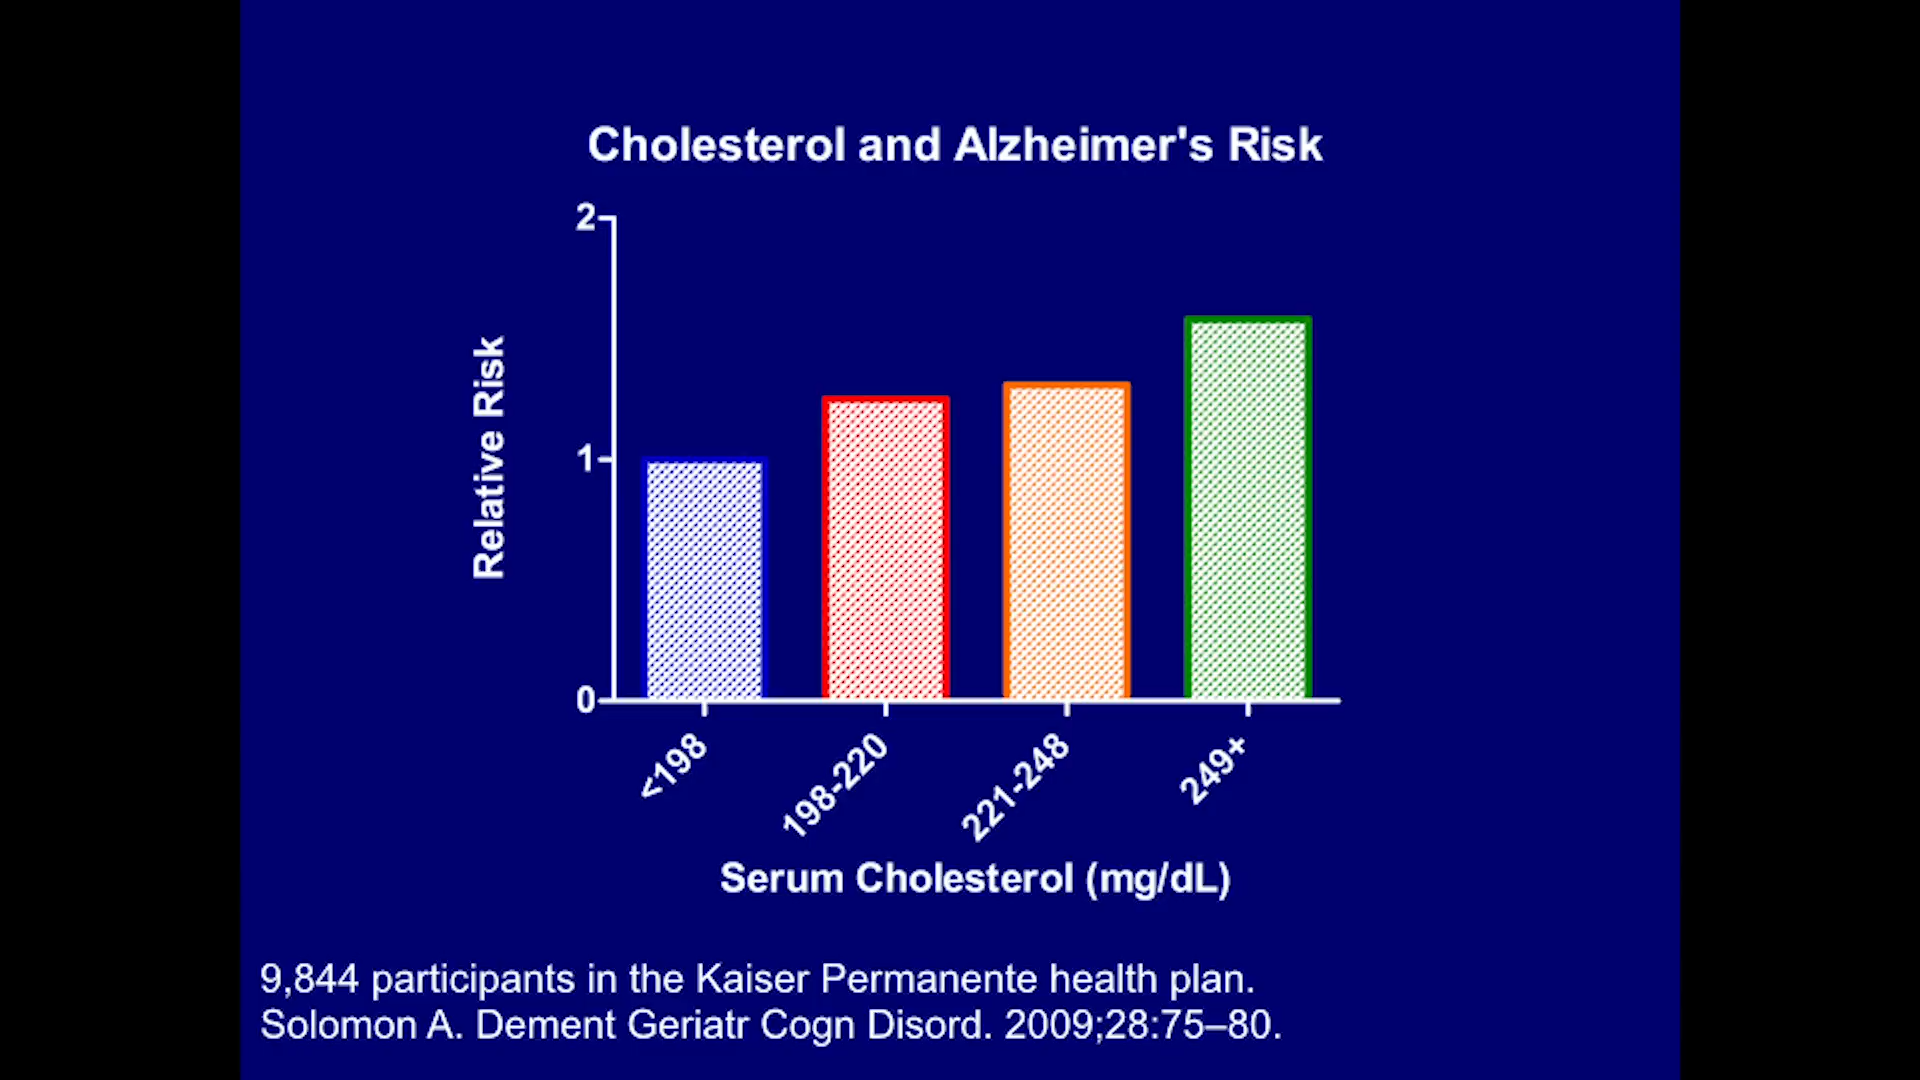 Cholesterol and Alzheimer's Risk
2
1
0
Relative Risk
<198
198-220
221-248
249+
Serum Cholesterol (mg/dL)
9,844 participants in the Kaiser Permanente health plan.
Solomon A. Dement Geriatr Cogn Disord. 2009;28:75–80.